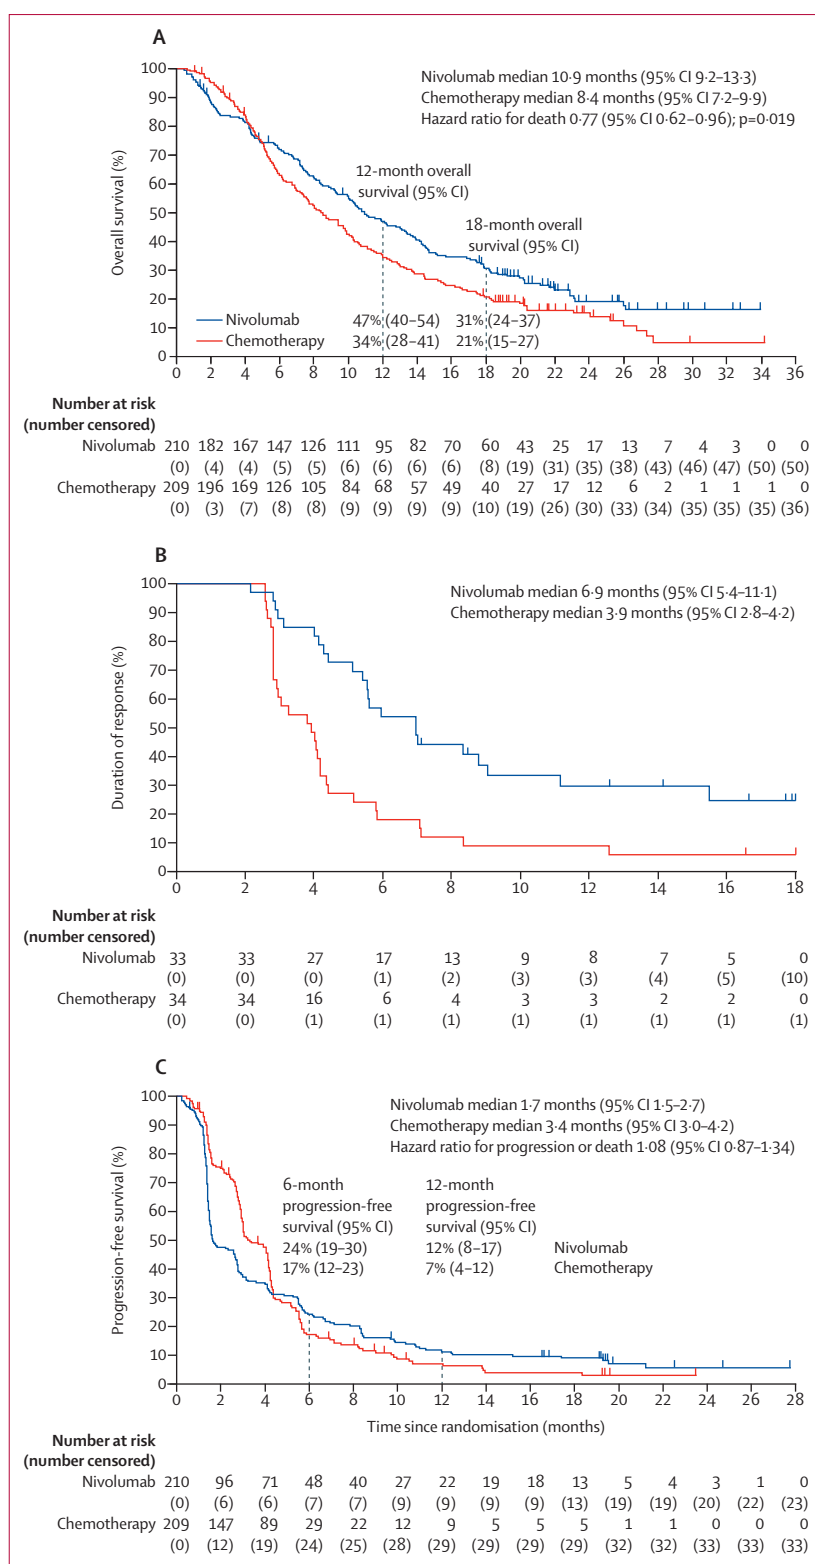 A
Nivolumab median 10·9 months (95% CI 9·2–13·3)
Chemotherapy median 8·4 months (95% CI 7·2–9·9)
Hazard ratio for death 0·77 (95% CI 0·62–0·96); p=0·019
Overall survival (%)
100
90
80
70
60
50
40
30
20
10
0
12-month overall
survival (95% CI)
18-month overall
survival (95% CI)
Nivolumab 47% (40–54) 31% (24–37)
Chemotherapy 34% (28–41) 21% (15–27)
0 2 4 6 8 10 12 14 16 18 20 22 24 26 28 30 32 34 36
Number at risk
(number censored)
Nivolumab 210 182 167 147 126 111 95 82 70 60 43 25 17 13 7 4 3 0 0
(0) (4) (4) (5) (5) (6) (6) (6) (6) (8) (19) (31) (35) (38) (43) (46) (47) (50) (50)
Chemotherapy 209 196 169 126 105 84 68 57 49 40 27 17 12 6 2 1 1 1 0
(0) (3) (7) (8) (8) (9) (9) (9) (9) (10) (19) (26) (30) (33) (34) (35) (35) (35) (36)
B
Nivolumab median 6·9 months (95% CI 5·4–11·1)
Chemotherapy median 3·9 months (95% CI 2·8–4·2)
Duration of response (%)
100
90
80
70
60
50
40
30
20
10
0
0 2 4 6 8 10 12 14 16 18
Number at risk
(number censored)
Nivolumab 33 33 27 17 13 9 8 7 5 0
(0) (0) (0) (1) (2) (3) (3) (4) (5) (10)
Chemotherapy 34 34 16 6 4 3 3 2 2 0
(0) (0) (1) (1) (1) (1) (1) (1) (1) (1)
C
Nivolumab median 1·7 months (95% CI 1·5–2·7)
Chemotherapy median 3·4 months (95% CI 3·0–4·2)
Hazard ratio for progression or death 1·08 (95% CI 0·87–1·34)
Progression-free survival (%)
100
90
80
70
60
50
40
30
20
10
0
6-month 12-month
progression-free progression-free
survival (95% CI) survival (95% CI)
24% (19–30) 12% (8–17) Nivolumab
17% (12–23) 7% (4–12) Chemotherapy
0 2 4 6 8 10 12 14 16 18 20 22 24 26 28
Time since randomisation (months)
Number at risk
(number censored)
Nivolumab 210 96 71 48 40 27 22 19 18 13 5 4 3 1 0
(0) (6) (6) (7) (7) (9) (9) (9) (9) (13) (19) (19) (20) (22) (23)
Chemotherapy 209 147 89 29 22 12 9 5 5 5 1 1 0 0 0
(0) (12) (19) (24) (25) (28) (29) (29) (29) (29) (32) (32) (33) (33) (33)